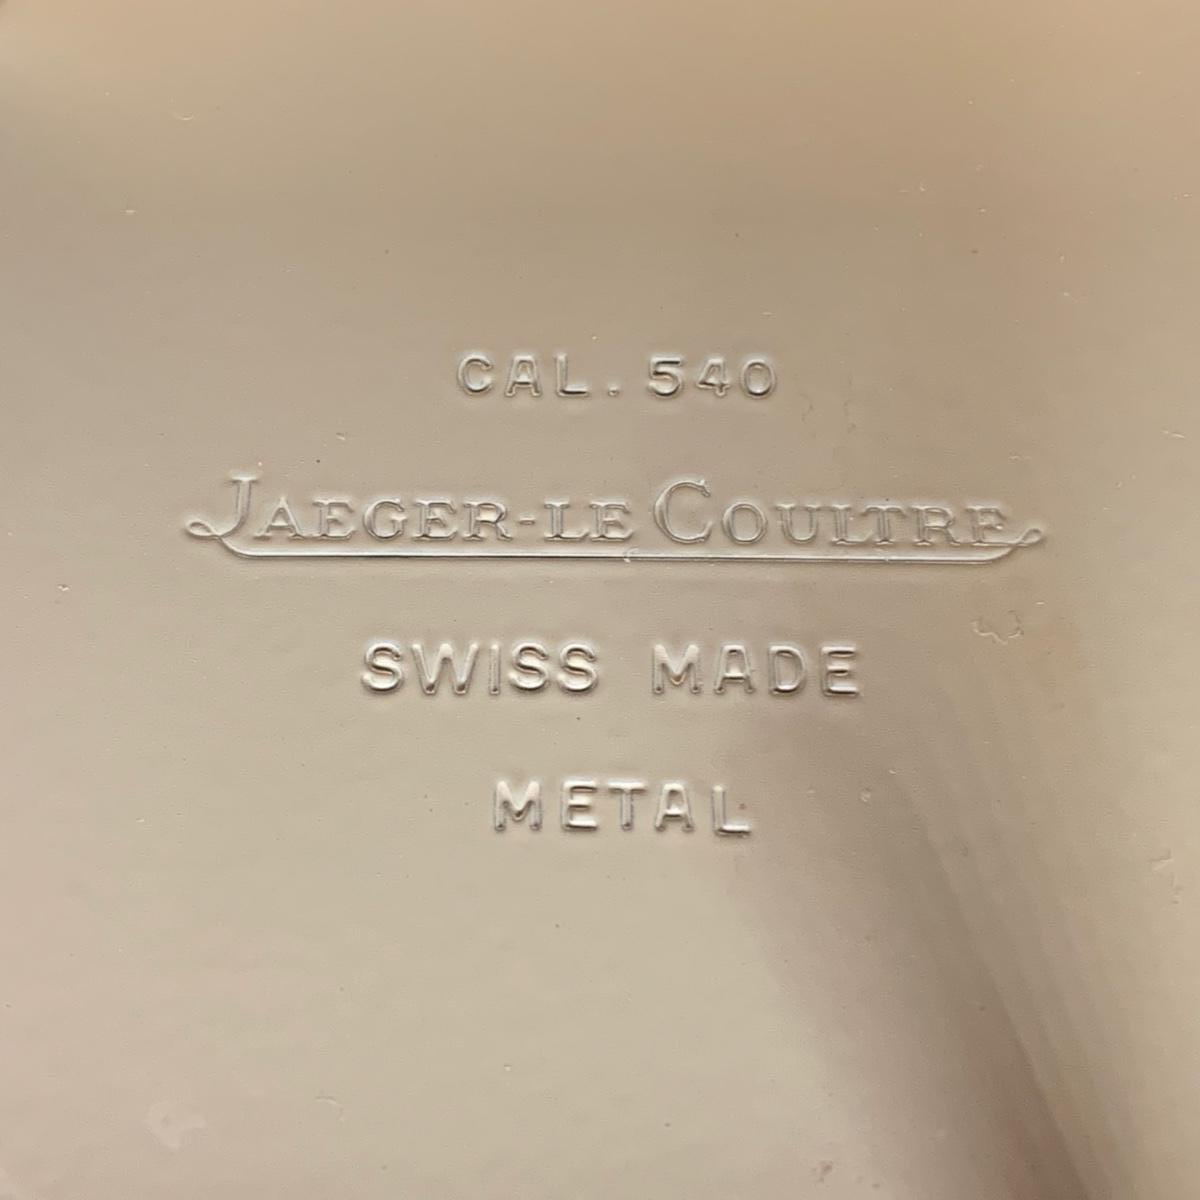 CAL. 540
JAEGER-LE COULTRE
SWISS MADE
METAL